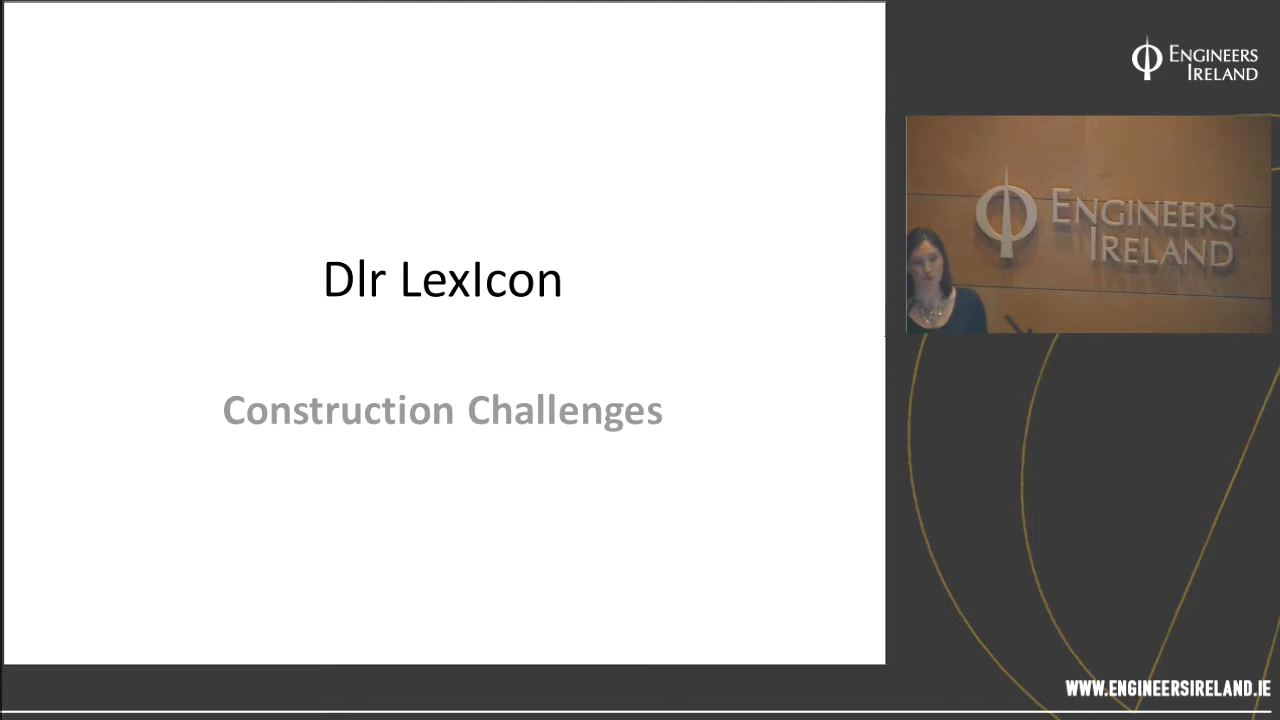 Dlr LexIcon
Construction Challenges
ENGINEERS
IRELAND
ENGINEERS
IRELAND
WWW.ENGINEERSIRELAND.IE